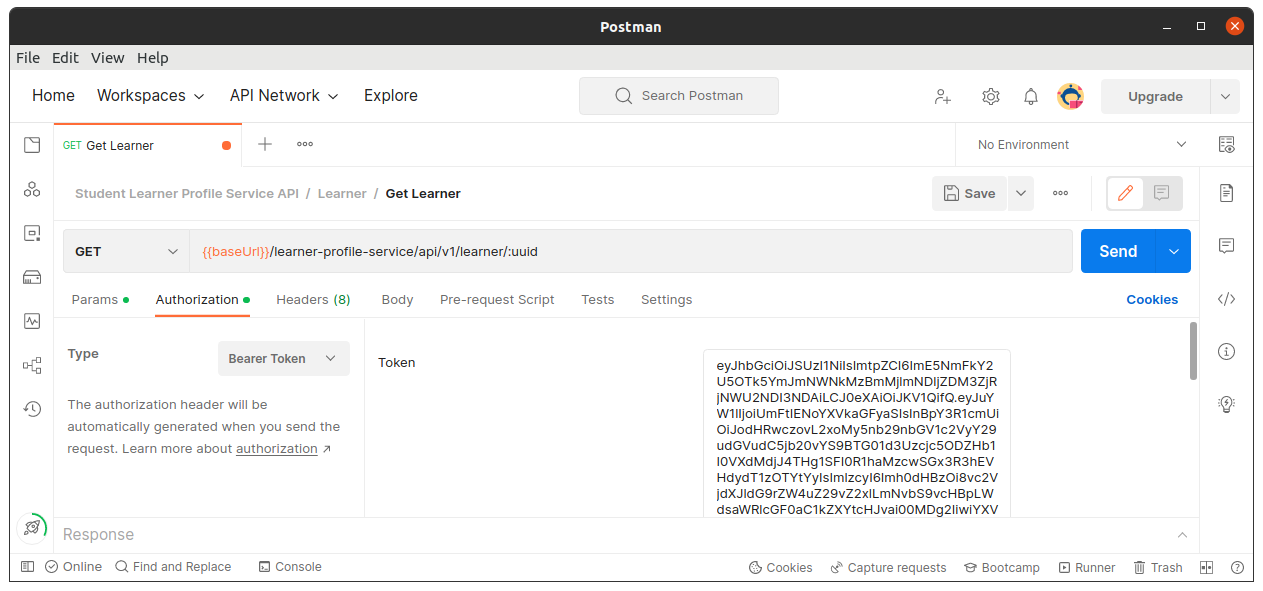 Postman
File Edit View Help
Home Workspaces API Network Explore Search Postman Upgrade
GET Get Learner No Environment
Student Learner Profile Service API / Learner / Get Learner Save
GET {{baseUrl}}/learner-profile-service/api/v1/learner/:uuid Send
Params Authorization Headers (8) Body Pre-request Script Tests Settings Cookies
Type Bearer Token
The authorization header will be
automatically generated when you send the
request. Learn more about authorization ↗
Token
Response
Online Find and Replace Console Cookies Capture requests Bootcamp Runner Trash